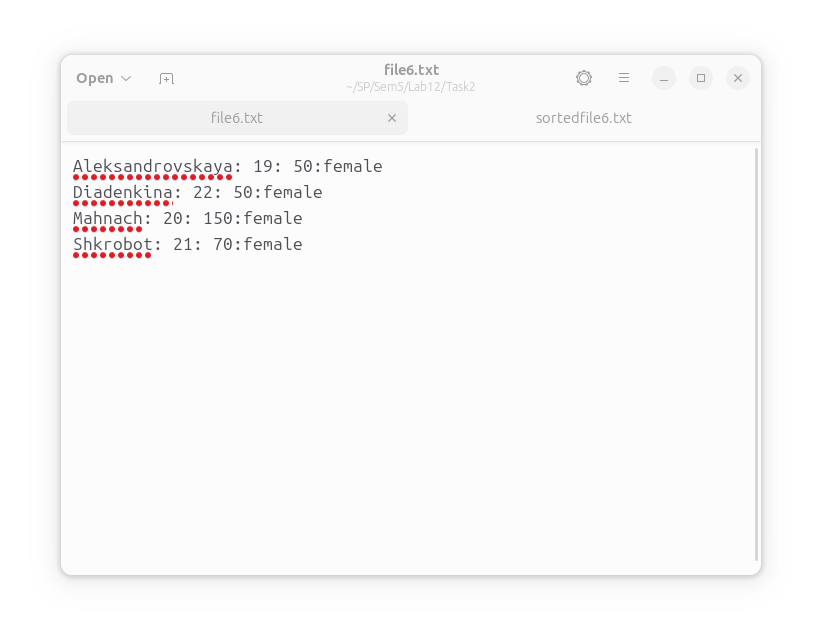 Open
file6.txt
~/SP/Sem5/Lab12/Task2
file6.txt
sortedfile6.txt
Aleksandrovskaya: 19: 50:female
Diadenkina: 22: 50:female
Mahnach: 20: 150:female
Shkrobot: 21: 70:female